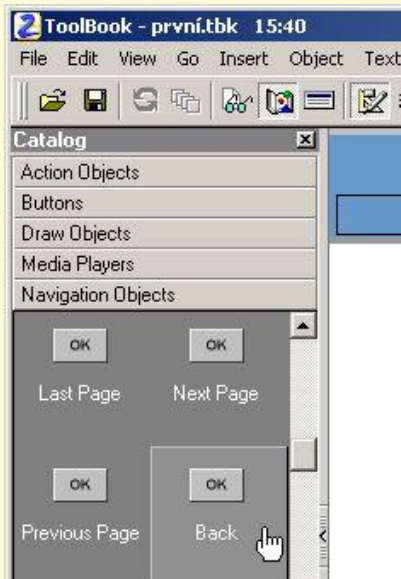 ToolBook - první.tbk 15:40
File Edit View Go Insert Object Text
Catalog
Action Objects
Buttons
Draw Objects
Media Players
Navigation Objects
OK OK
Last Page Next Page
OK OK
Previous Page Back